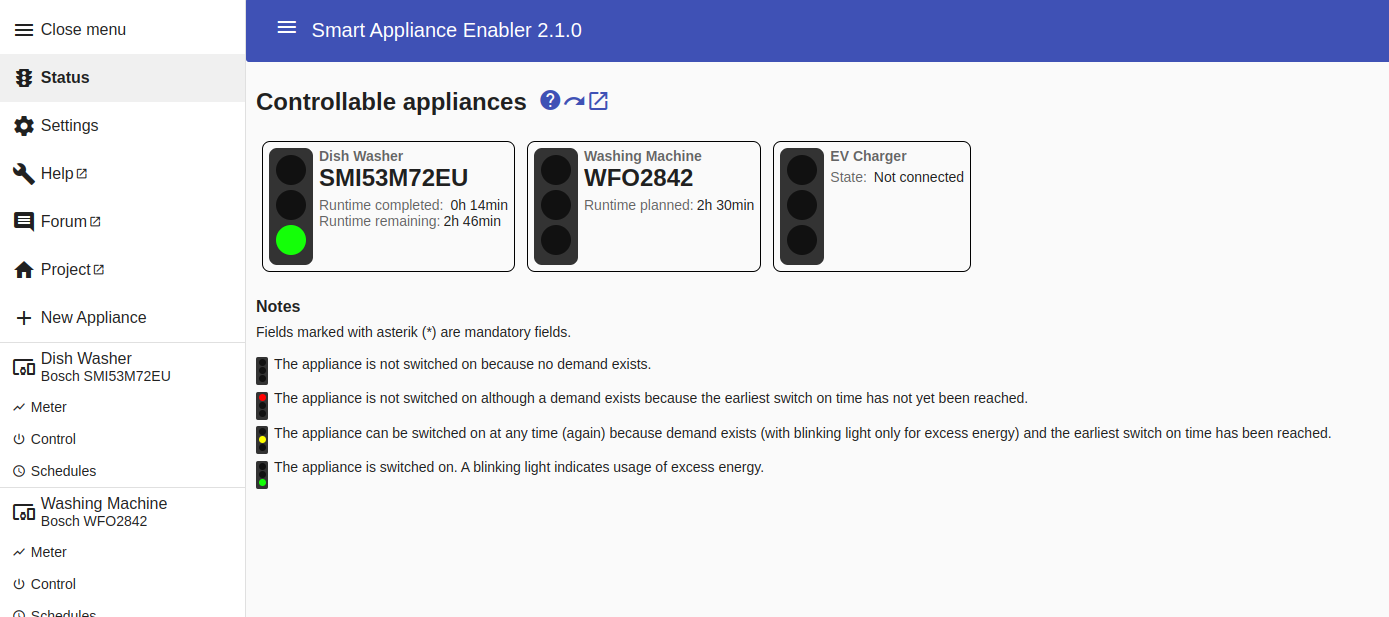 Close menu
Status
Settings
Help
Forum
Project
New Appliance
Dish Washer
Bosch SMI53M72EU
Meter
Control
Schedules
Washing Machine
Bosch WFO2842
Meter
Control
Schedules
Smart Appliance Enabler 2.1.0
Controllable appliances
Dish Washer
SMI53M72EU
Runtime completed: 0h 14min
Runtime remaining: 2h 46min
Washing Machine
WFO2842
Runtime planned: 2h 30min
EV Charger
State: Not connected
Notes
Fields marked with asterik (*) are mandatory fields.
The appliance is not switched on because no demand exists.
The appliance is not switched on although a demand exists because the earliest switch on time has not yet been reached.
The appliance can be switched on at any time (again) because demand exists (with blinking light only for excess energy) and the earliest switch on time has been reached.
The appliance is switched on. A blinking light indicates usage of excess energy.